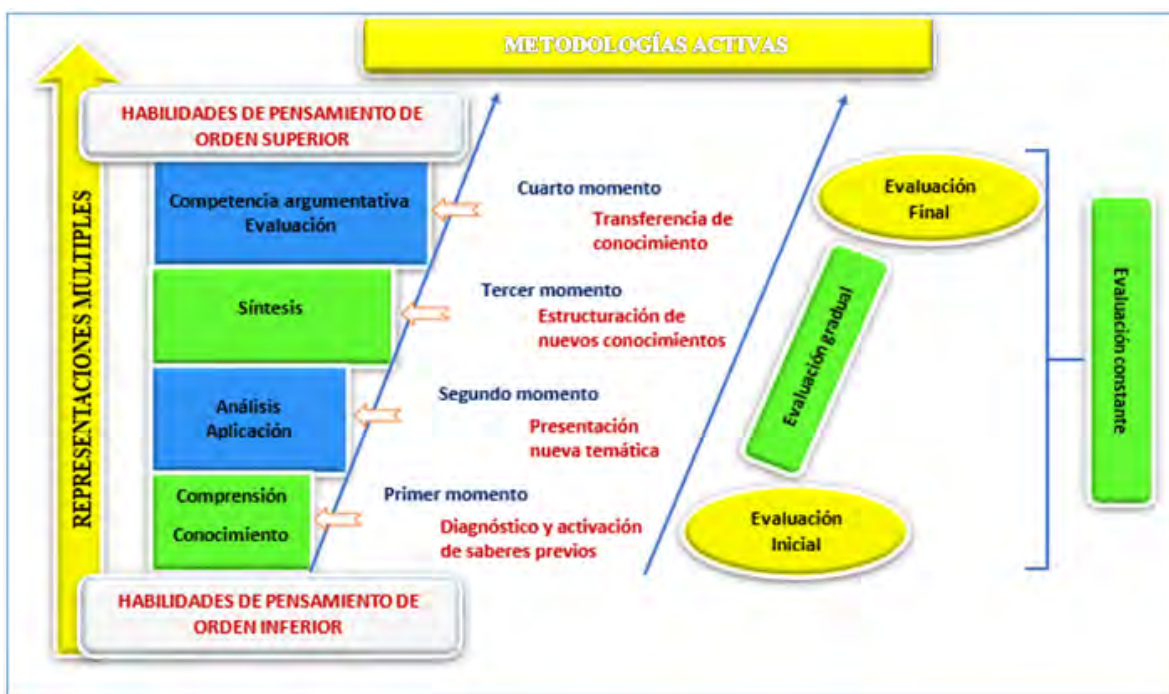 METODOLOGÍAS ACTIVAS
REPRESENTACIONES MÚLTIPLES
HABILIDADES DE PENSAMIENTO DE
ORDEN SUPERIOR
Competencia argumentativa
Evaluación
Síntesis
Análisis
Aplicación
Comprensión
Conocimiento
HABILIDADES DE PENSAMIENTO DE
ORDEN INFERIOR
Cuarto momento
Transferencia de
conocimiento
Tercer momento
Estructuración de
nuevos conocimientos
Segundo momento
Presentación
nueva temática
Primer momento
Diagnóstico y activación
de saberes previos
Evaluación
Final
Evaluación gradual
Evaluación
Inicial
Evaluación constante